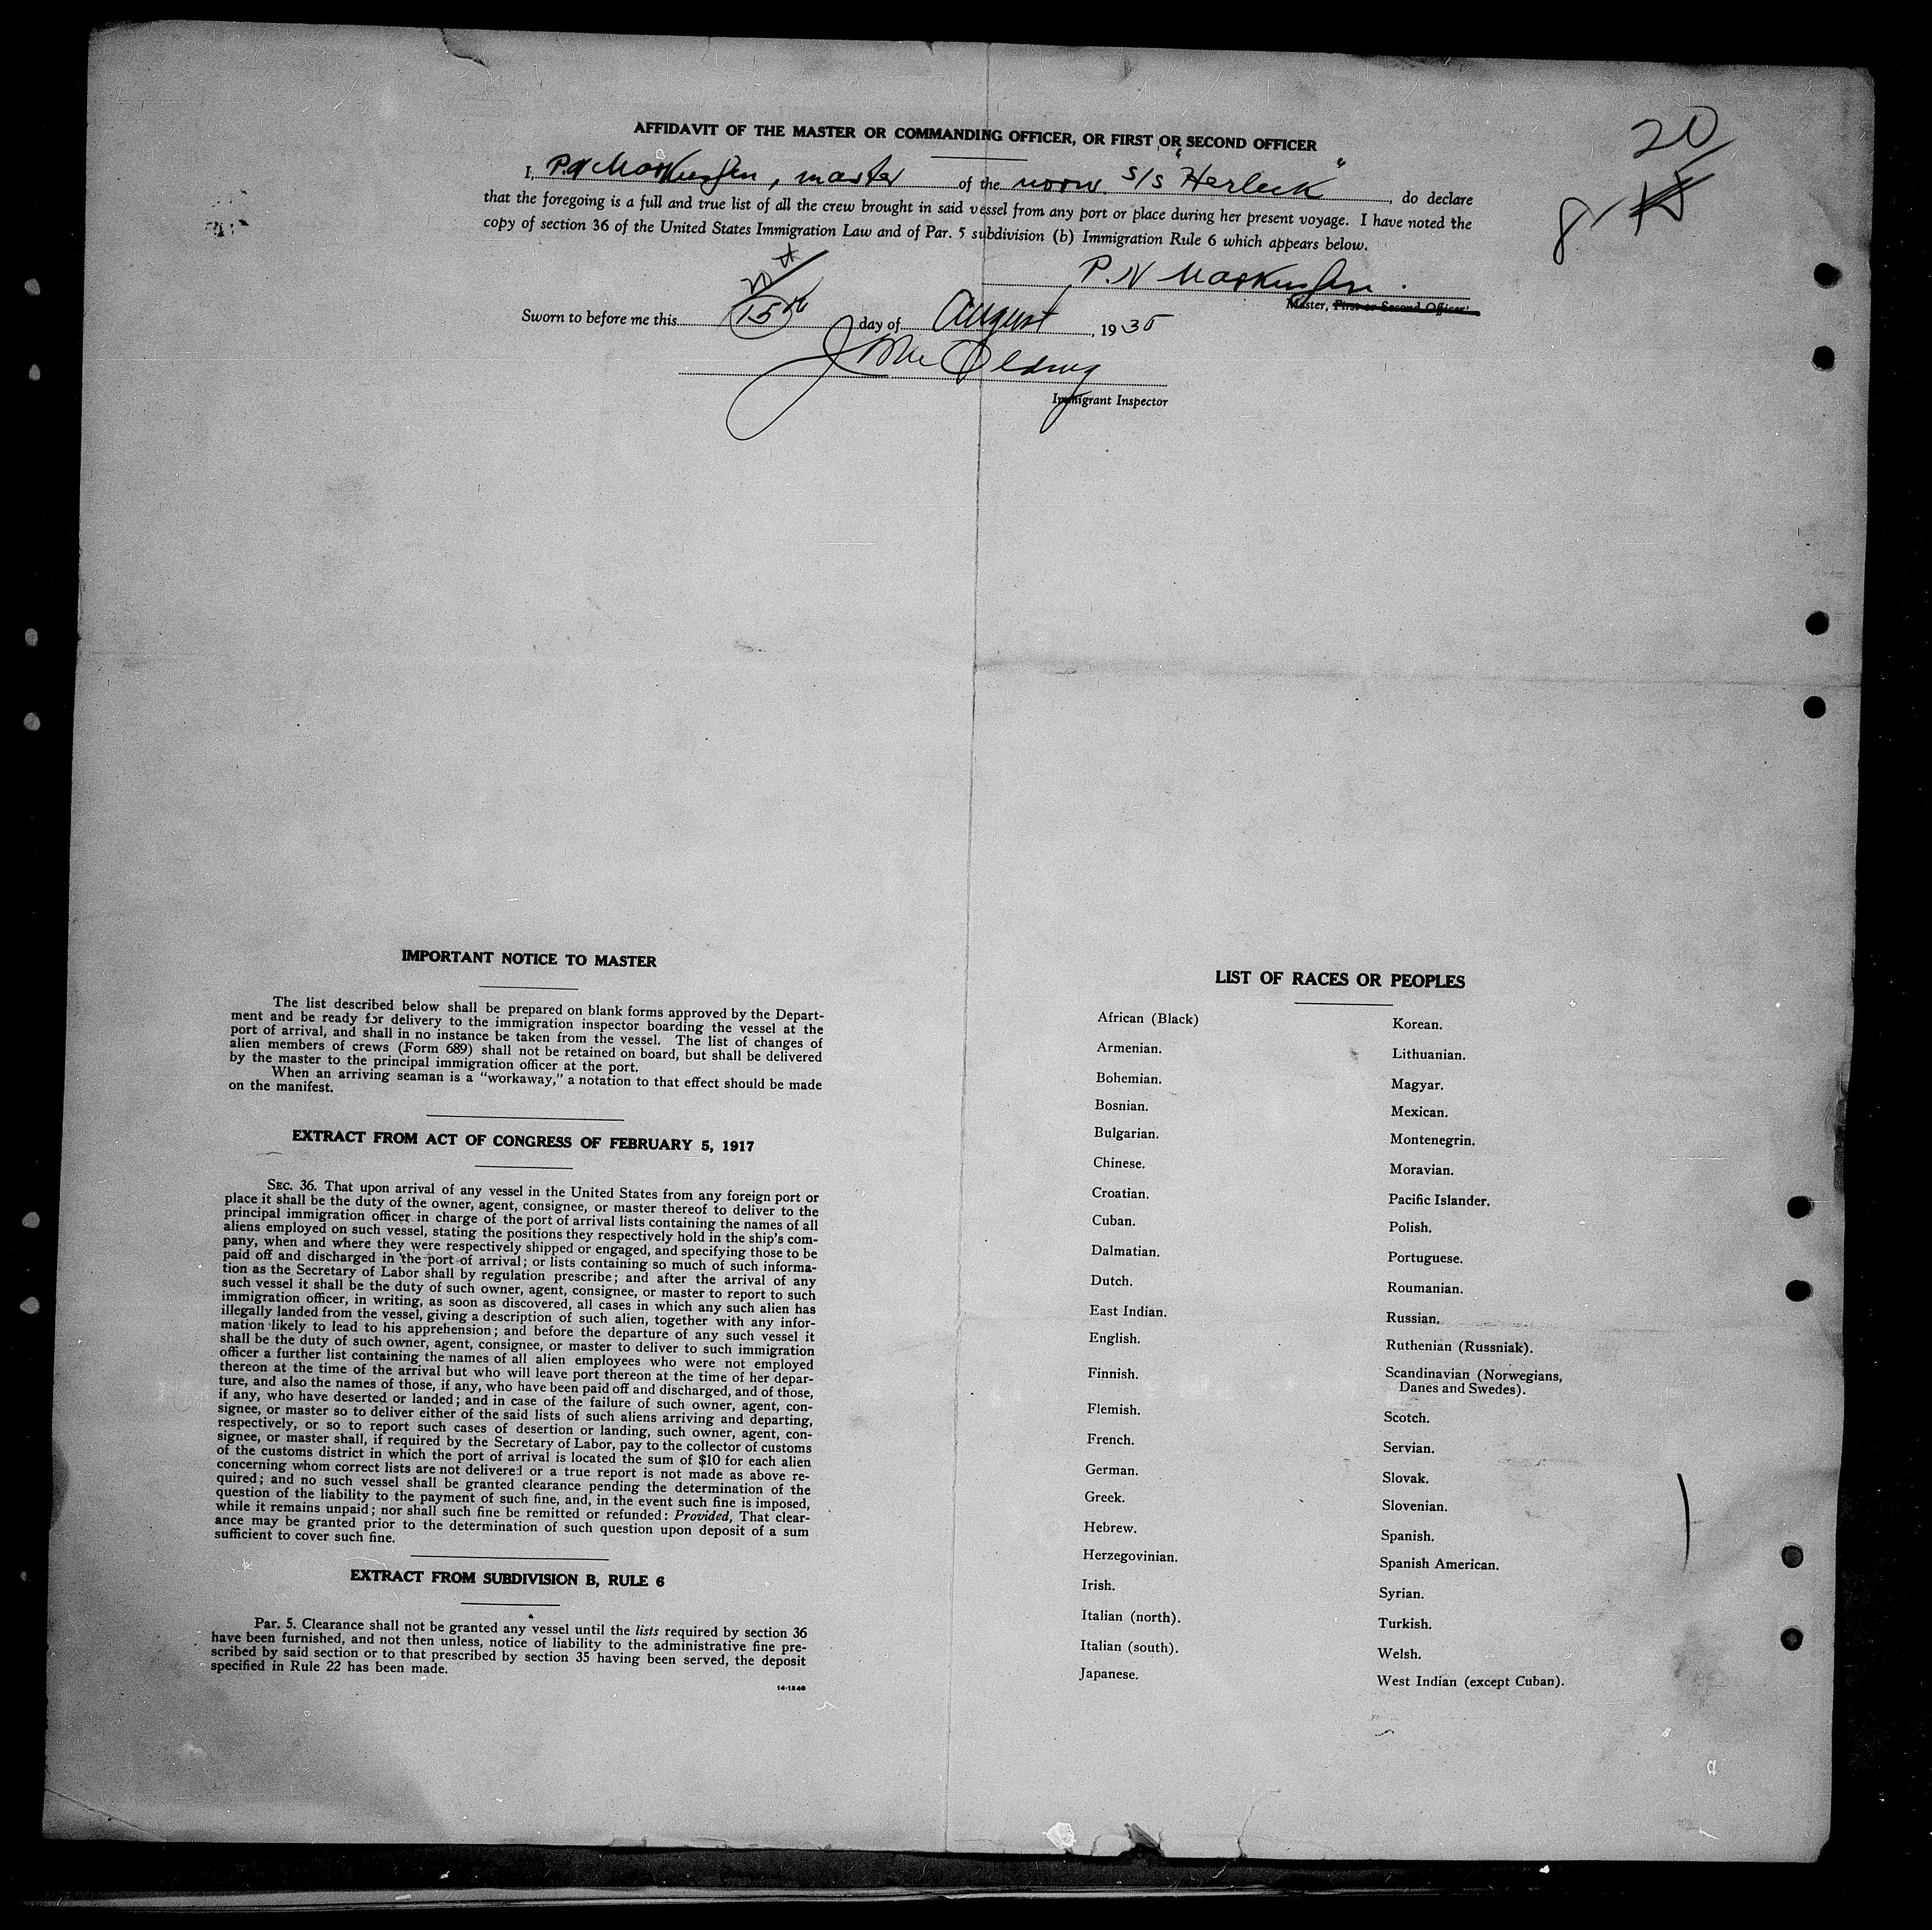 AFFIDAVIT OF THE MASTER OR COMMANDING OFFICER, OR FIRST OR SECOND OFFICER
20
I, master of the norw. s/s "Herleik", do declare
8/15
that the foregoing is a full and true list of all the crew brought in said vessel from any port or place during her present voyage. I have noted the
copy of section 36 of the United States Immigration Law and of Par. 5 subdivision (b) Immigration Rule 6 which appears below.
P. N
Master, First or Second Officer.
20th
Sworn to before me this 15th day of August, 1935
Immigrant Inspector
IMPORTANT NOTICE TO MASTER
The list described below shall be prepared on blank forms approved by the Depart-
ment and be ready for delivery to the immigration inspector boarding the vessel at the
port of arrival, and shall in no instance be taken from the vessel. The list of changes of
alien members of crews (Form 689) shall not be retained on board, but shall be delivered
by the master to the principal immigration officer at the port.
When an arriving seaman is a "workaway," a notation to that effect should be made
on the manifest.
EXTRACT FROM ACT OF CONGRESS OF FEBRUARY 5, 1917
SEC. 36. That upon arrival of any vessel in the United States from any foreign port or
place it shall be the duty of the owner, agent, consignee, or master thereof to deliver to the
principal immigration officer in charge of the port of arrival lists containing the names of all
aliens employed on such vessel, stating the positions they respectively hold in the ship's com-
pany, when and where they were respectively shipped or engaged, and specifying those to be
paid off and discharged in the port of arrival; or lists containing so much of such informa-
tion as the Secretary of Labor shall by regulation prescribe; and after the arrival of any
such vessel it shall be the duty of such owner, agent, consignee, or master to report to such
immigration officer, in writing, as soon as discovered, all cases in which any such alien has
illegally landed from the vessel, giving a description of such alien, together with any infor-
mation likely to lead to his apprehension; and before the departure of any such vessel it
shall be the duty of such owner, agent, consignee, or master to deliver to such immigration
officer a further list containing the names of all alien employees who were not employed
thereon at the time of the arrival but who will leave port thereon at the time of her depar-
ture, and also the names of those, if any, who have been paid off and discharged, and of those,
if any, who have deserted or landed; and in case of the failure of such owner, agent, con-
signee, or master so to deliver either of the said lists of such aliens arriving and departing,
respectively, or so to report such cases of desertion or landing, such owner, agent, con-
signee, or master shall, if required by the Secretary of Labor, pay to the collector of customs
of the customs district in which the port of arrival is located the sum of $10 for each alien
concerning whom correct lists are not delivered or a true report is not made as above re-
quired; and no such vessel shall be granted clearance pending the determination of the
question of the liability to the payment of such fine, and, in the event such fine is imposed,
while it remains unpaid; nor shall such fine be remitted or refunded: Provided, That clear-
ance may be granted prior to the determination of such question upon deposit of a sum
sufficient to cover such fine.
EXTRACT FROM SUBDIVISION B, RULE 6
Par. 5. Clearance shall not be granted any vessel until the lists required by section 36
have been furnished, and not then unless, notice of liability to the administrative fine pre-
scribed by said section or to that prescribed by section 35 having been served, the deposit
specified in Rule 22 has been made.
14-1240
LIST OF RACES OR PEOPLES
African (Black)
Armenian.
Bohemian.
Bosnian.
Bulgarian.
Chinese.
Croatian.
Cuban.
Dalmatian.
Dutch.
East Indian.
English.
Finnish.
Flemish.
French.
German.
Greek.
Hebrew.
Herzegovinian.
Irish.
Italian (north).
Italian (south).
Japanese.
Korean.
Lithuanian.
Magyar.
Mexican.
Montenegrin.
Moravian.
Pacific Islander.
Polish.
Portuguese.
Roumanian.
Russian.
Ruthenian (Russniak).
Scandinavian (Norwegians,
Danes and Swedes).
Scotch.
Servian.
Slovak.
Slovenian.
Spanish.
Spanish American.
Syrian.
Turkish.
Welsh.
West Indian (except Cuban).